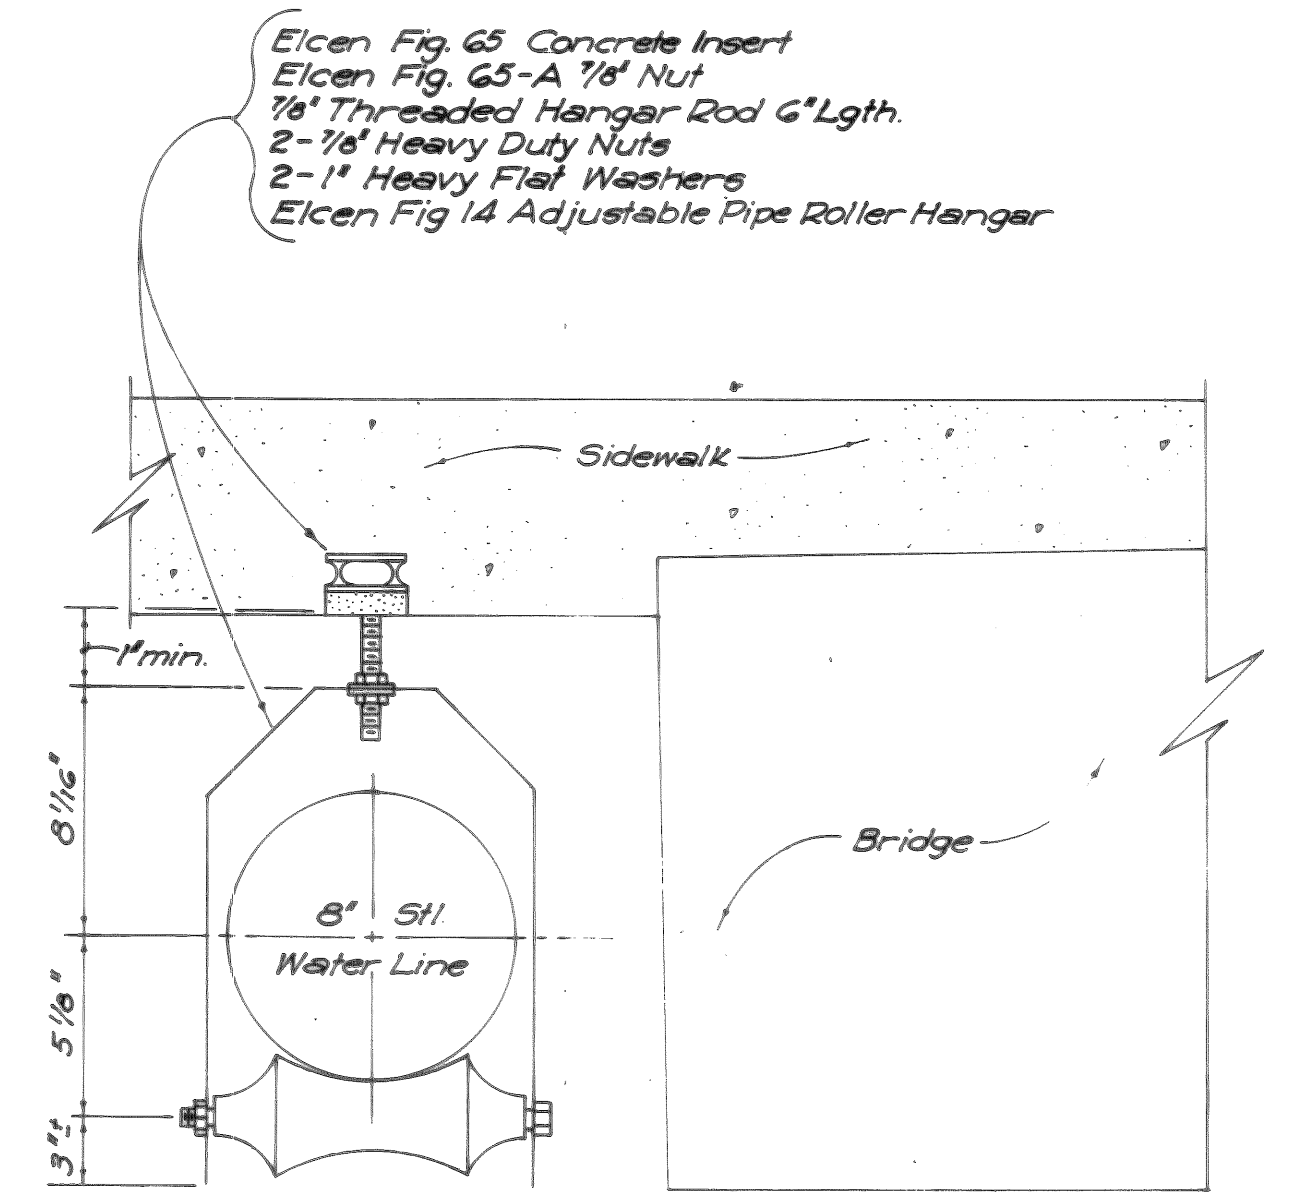 Elcen Fig. 65 Concrete Insert
Elcen Fig. 65-A 7/8" Nut
7/8" Threaded Hangar Rod 6" Lgth.
2-7/8" Heavy Duty Nuts
2-1" Heavy Flat Washers
Elcen Fig 14 Adjustable Pipe Roller Hangar
Sidewalk
1" min.
8 1/16"
Bridge
8" Stl.
Water Line
5 1/8"
3" ±